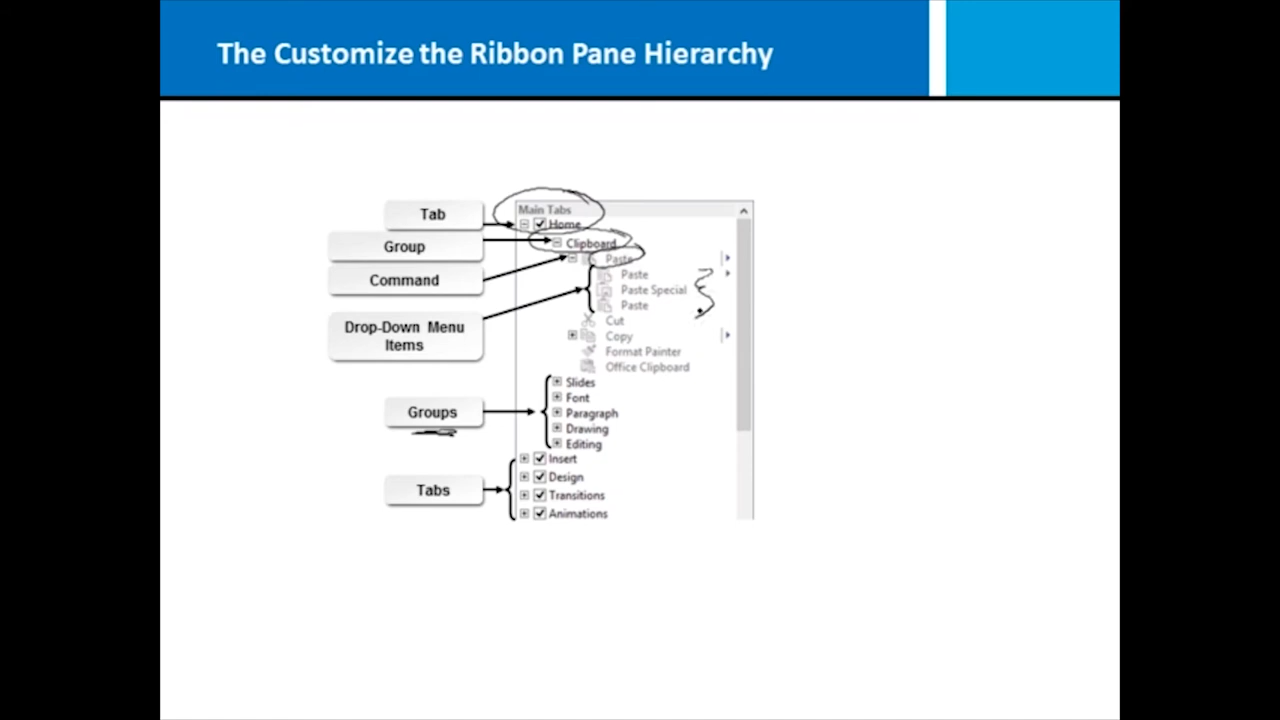 The Customize the Ribbon Pane Hierarchy
Tab
Group
Command
Drop-Down Menu
Items
Groups
Tabs
Main Tabs
Home
Clipboard
Paste
Paste
Paste Special
Paste
Cut
Copy
Format Painter
Office Clipboard
Slides
Font
Paragraph
Drawing
Editing
Insert
Design
Transitions
Animations